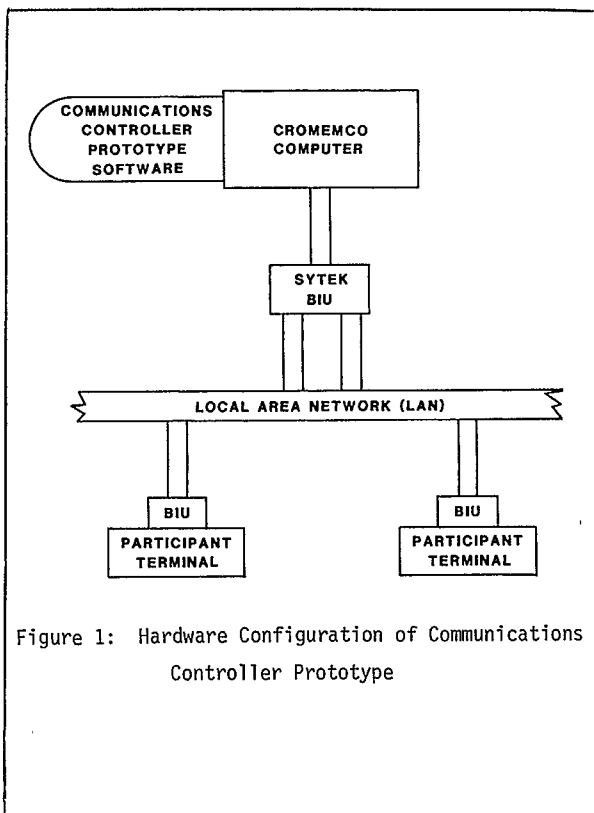 COMMUNICATIONS
CONTROLLER
PROTOTYPE
SOFTWARE
CROMEMCO
COMPUTER
SYTEK
BIU
LOCAL AREA NETWORK (LAN)
BIU
PARTICIPANT
TERMINAL
BIU
PARTICIPANT
TERMINAL
Figure 1: Hardware Configuration of Communications
Controller Prototype